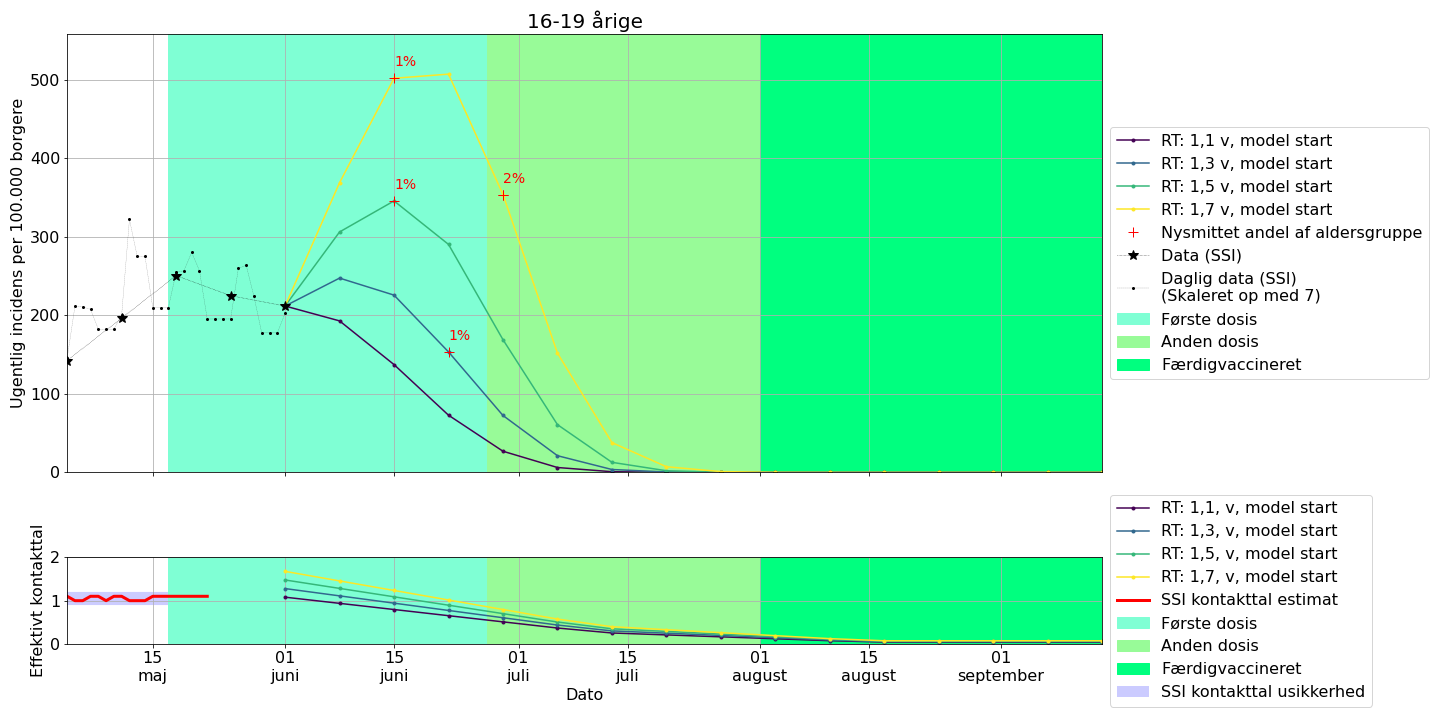 16-19 årige
Ugentlig incidens per 100.000 borgere
500
400
300
200
100
0
1%
1%
2%
1%
RT: 1,1 v, model start
RT: 1,3 v, model start
RT: 1,5 v, model start
RT: 1,7 v, model start
Nysmittet andel af aldersgruppe
Data (SSI)
Daglig data (SSI)
(Skaleret op med 7)
Første dosis
Anden dosis
Færdigvaccineret
Effektivt kontakttal
2
1
0
15 01 15 01 15 01 15 01
maj juni juni juli juli august august september
Dato
RT: 1,1, v, model start
RT: 1,3, v, model start
RT: 1,5, v, model start
RT: 1,7, v, model start
SSI kontakttal estimat
Første dosis
Anden dosis
Færdigvaccineret
SSI kontakttal usikkerhed